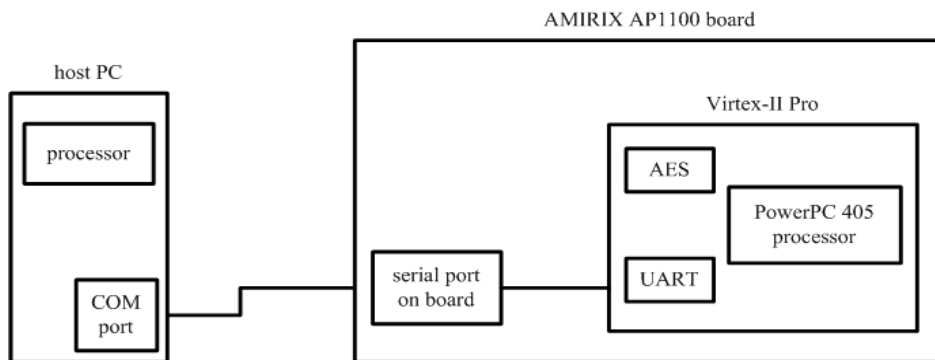 AMIRIX AP1100 board
host PC
Virtex-II Pro
processor
AES
PowerPC 405
processor
serial port
on board
UART
COM
port